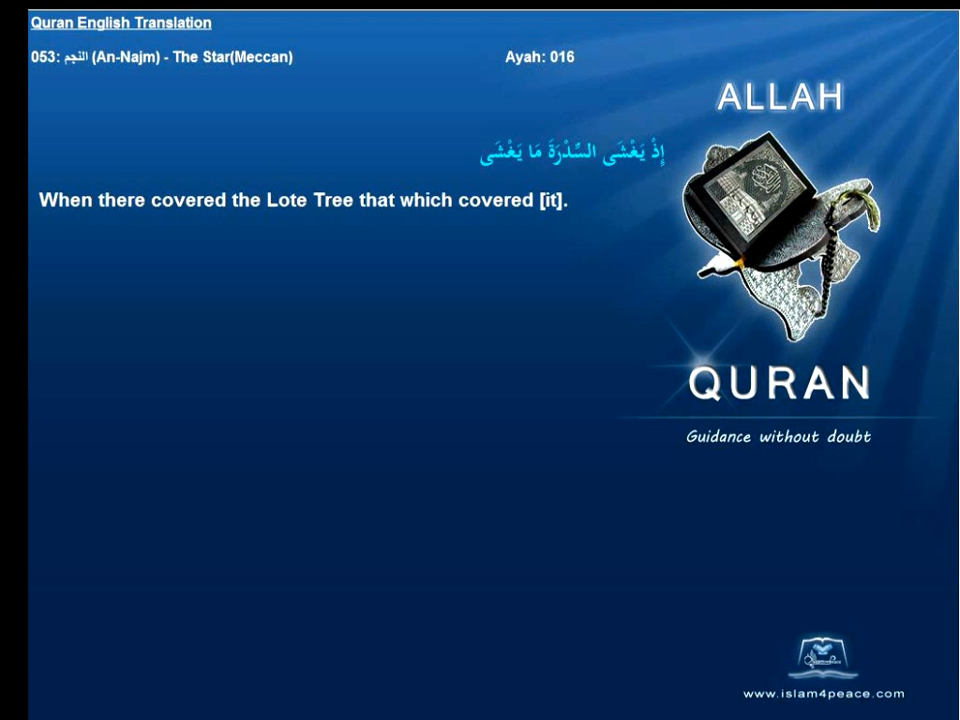 Quran English Translation
053: النجم (An-Najm) - The Star(Meccan) Ayah: 016
ALLAH
إِذْ يَغْشَى السِّدْرَةَ مَا يَغْشَى
When there covered the Lote Tree that which covered [it].
QURAN
Guidance without doubt
www.islam4peace.com